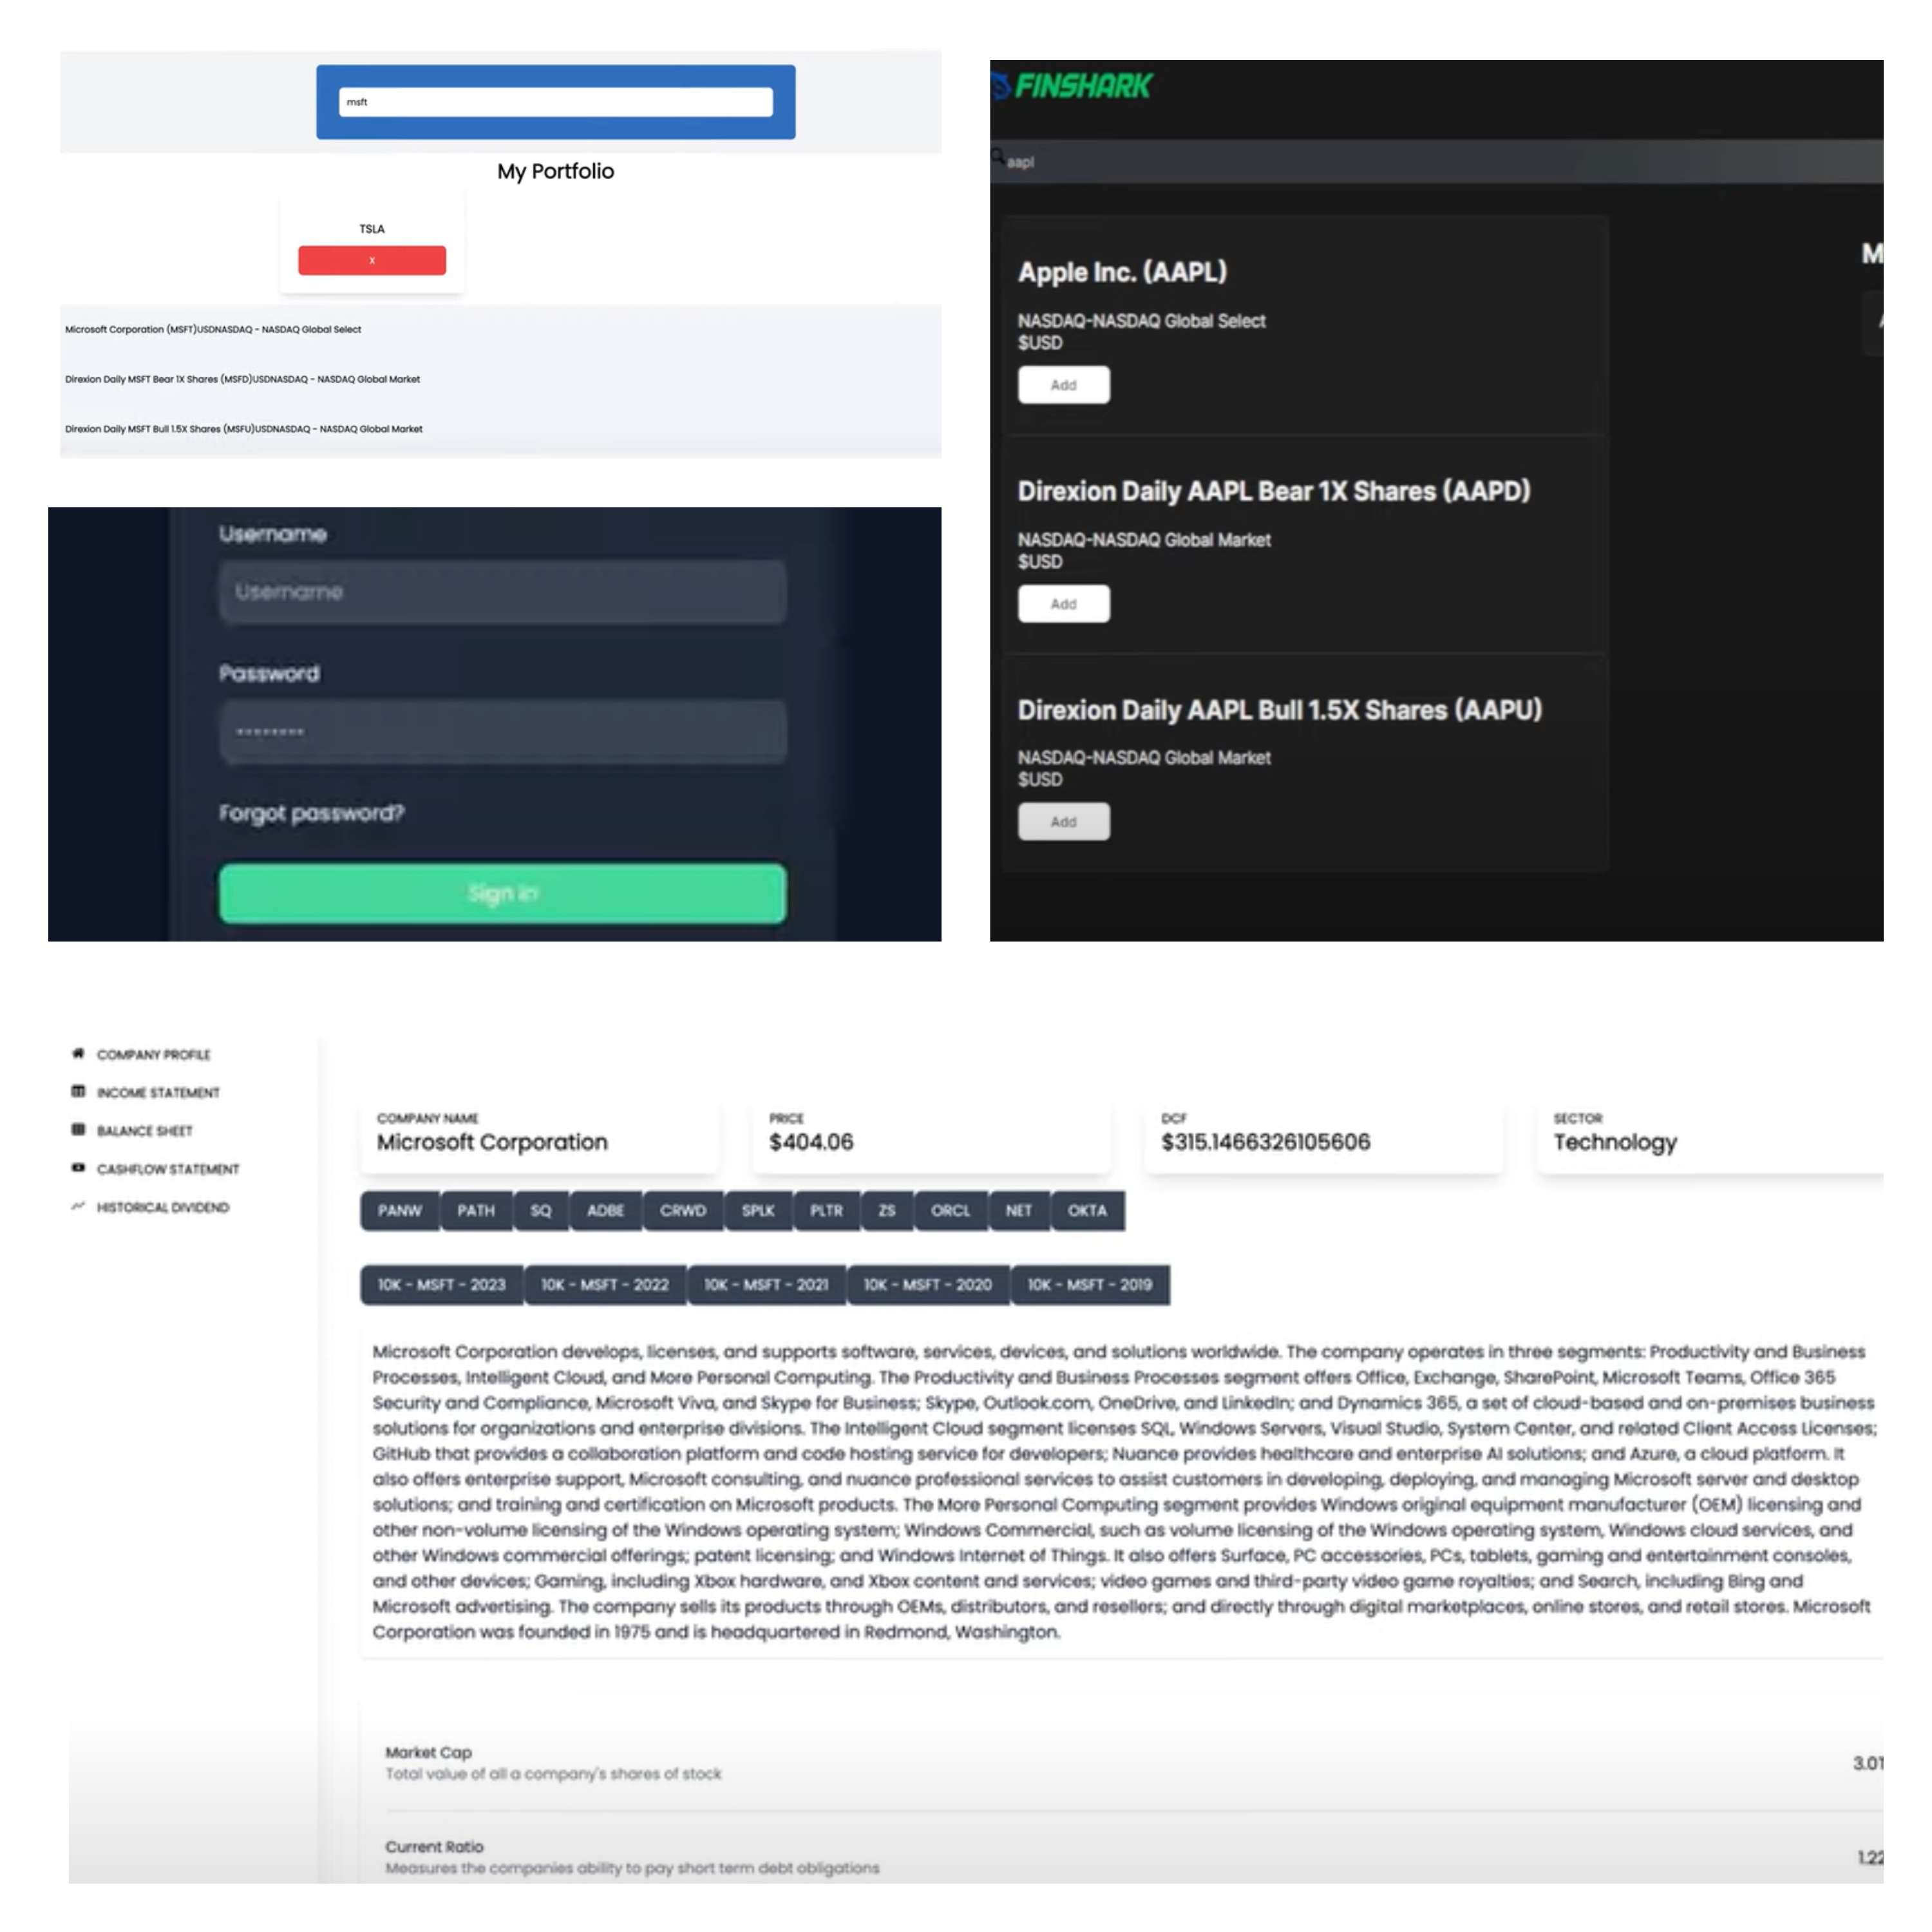 msft
My Portfolio
TSLA
X
Microsoft Corporation (MSFT)USDNASDAQ - NASDAQ Global Select
Direxion Daily MSFT Bear 1X Shares (MSFD)USDNASDAQ - NASDAQ Global Market
Direxion Daily MSFT Bull 1.5X Shares (MSFU)USDNASDAQ - NASDAQ Global Market
Username
Username
Password
Forgot password?
Sign in
FINSHARK
aapl
Apple Inc. (AAPL)
NASDAQ-NASDAQ Global Select
$USD
Add
Direxion Daily AAPL Bear 1X Shares (AAPD)
NASDAQ-NASDAQ Global Market
$USD
Add
Direxion Daily AAPL Bull 1.5X Shares (AAPU)
NASDAQ-NASDAQ Global Market
$USD
Add
M
COMPANY PROFILE
INCOME STATEMENT
BALANCE SHEET
CASHFLOW STATEMENT
HISTORICAL DIVIDEND
COMPANY NAME
Microsoft Corporation
PRICE
$404.06
DCF
$315.1466326105606
SECTOR
Technology
PANW PATH SQ ADBE CRWD SPLK PLTR ZS ORCL NET OKTA
10K - MSFT - 2023 10K - MSFT - 2022 10K - MSFT - 2021 10K - MSFT - 2020 10K - MSFT - 2019
Microsoft Corporation develops, licenses, and supports software, services, devices, and solutions worldwide. The company operates in three segments: Productivity and Business
Processes, Intelligent Cloud, and More Personal Computing. The Productivity and Business Processes segment offers Office, Exchange, SharePoint, Microsoft Teams, Office 365
Security and Compliance, Microsoft Viva, and Skype for Business; Skype, Outlook.com, OneDrive, and LinkedIn; and Dynamics 365, a set of cloud-based and on-premises business
solutions for organizations and enterprise divisions. The Intelligent Cloud segment licenses SQL, Windows Servers, Visual Studio, System Center, and related Client Access Licenses;
GitHub that provides a collaboration platform and code hosting service for developers; Nuance provides healthcare and enterprise AI solutions; and Azure, a cloud platform. It
also offers enterprise support, Microsoft consulting, and nuance professional services to assist customers in developing, deploying, and managing Microsoft server and desktop
solutions; and training and certification on Microsoft products. The More Personal Computing segment provides Windows original equipment manufacturer (OEM) licensing and
other non-volume licensing of the Windows operating system; Windows Commercial, such as volume licensing of the Windows operating system, Windows cloud services, and
other Windows commercial offerings; patent licensing; and Windows Internet of Things. It also offers Surface, PC accessories, PCs, tablets, gaming and entertainment consoles,
and other devices; Gaming, including Xbox hardware, and Xbox content and services; video games and third-party video game royalties; and Search, including Bing and
Microsoft advertising. The company sells its products through OEMs, distributors, and resellers; and directly through digital marketplaces, online stores, and retail stores. Microsoft
Corporation was founded in 1975 and is headquartered in Redmond, Washington.
Market Cap
Total value of all a company's shares of stock
3.01
Current Ratio
Measures the companies ability to pay short term debt obligations
1.22